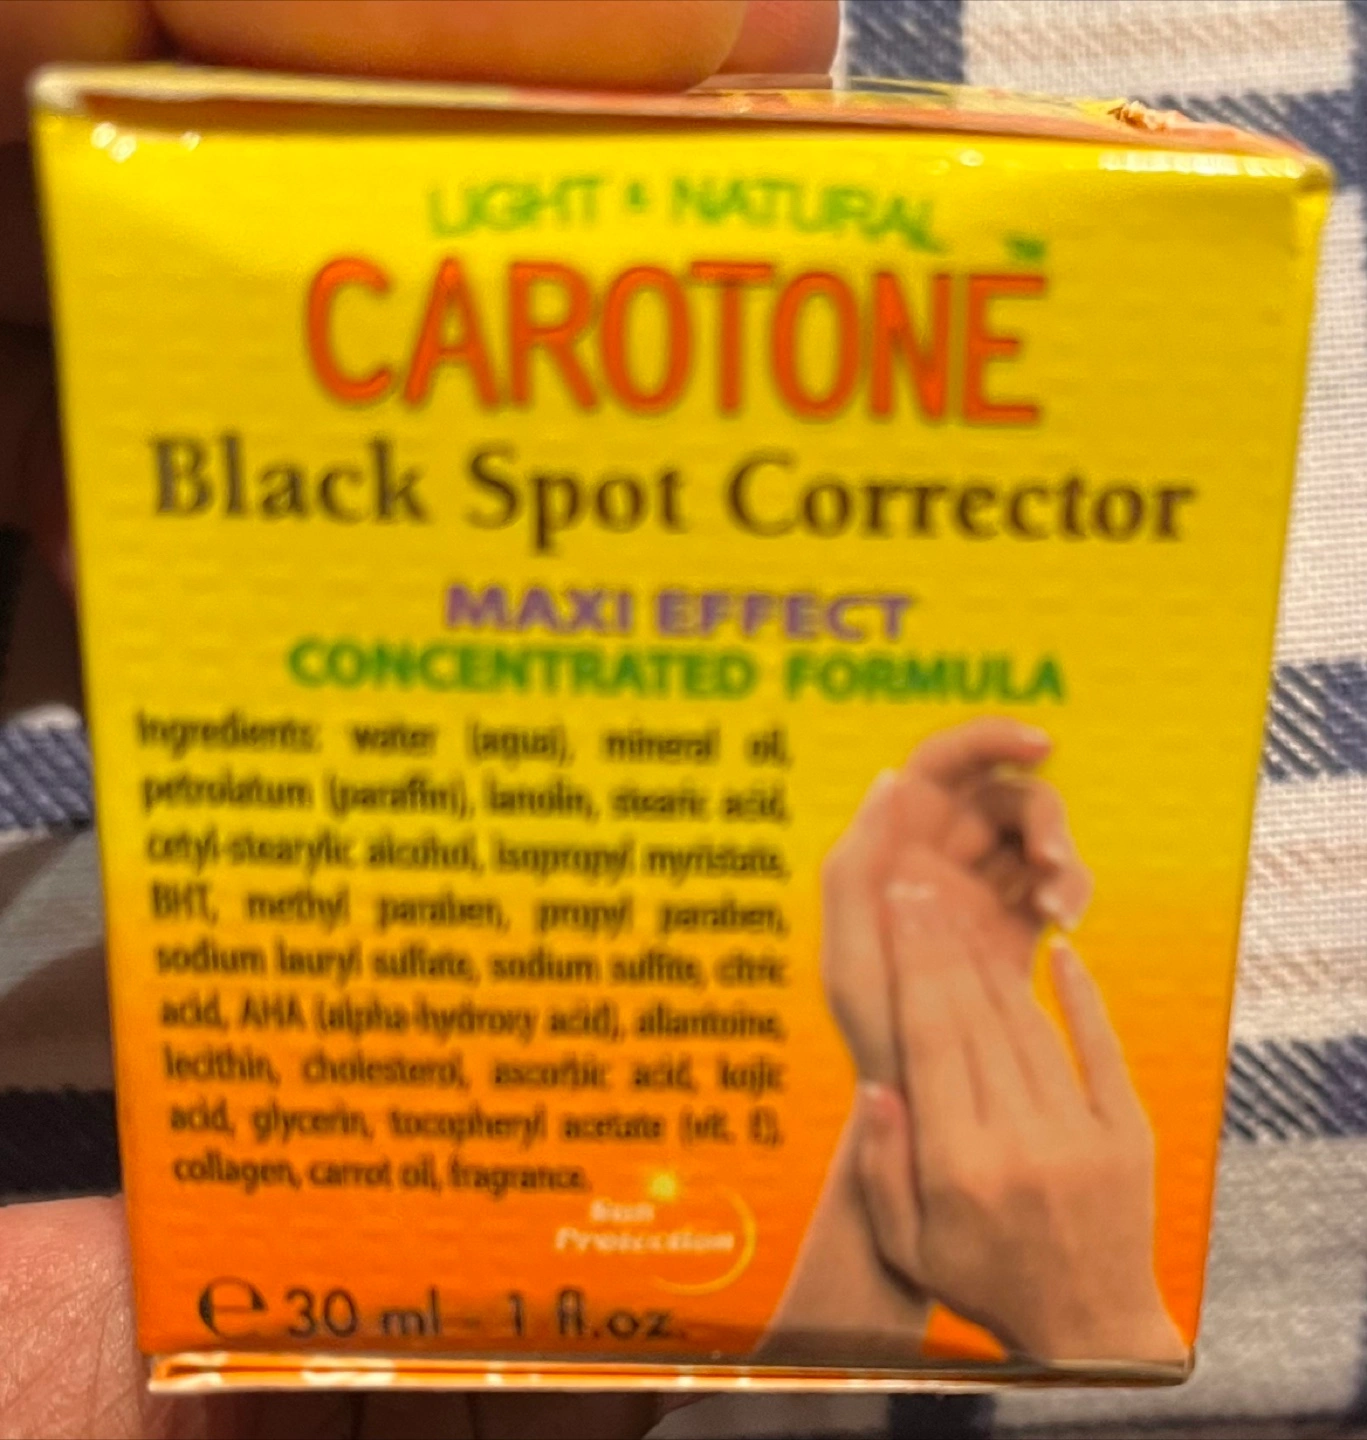 LIGHT & NATURAL
CAROTONE™
Black Spot Corrector
MAXI EFFECT
CONCENTRATED FORMULA
Ingredients: water (aqua), mineral oil,
petrolatum (parafin), lanolin, stearic acid,
cetyl-stearylic alcohol, isopropyl myristate,
BHT, methyl paraben, propyl paraben,
sodium lauryl sulfate, sodium sulfite, citric
acid, AHA (alpha-hydroxy acid), allantoine,
lecithin, cholesterol, ascorbic acid, kojic
acid, glycerin, tocopheryl acetate (vit. E),
collagen, carrot oil, fragrance.
Sun
Protection
℮ 30 ml - 1 fl.oz.